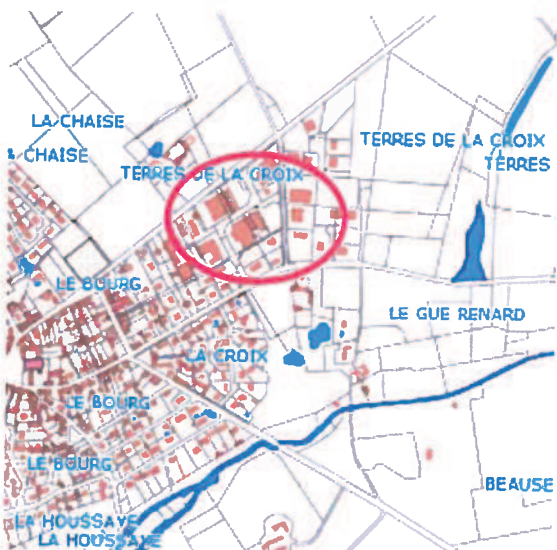 LA CHAISE
CHAISE
TERRES DE LA CROIX
TERRES DE LA CROIX
TERRES
LE BOURG
LE GUE RENARD
LA CROIX
LE BOURG
LE BOURG
BEAUSE
LA HOUSSAYE
LA HOUSSAYE